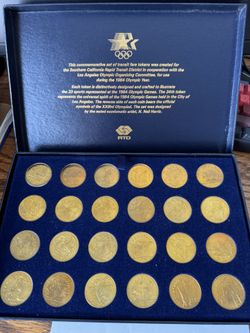 This commemorative set of transit fare tokens was created for the
Southern California Rapid Transit District in cooperation with the
Los Angeles Olympic Organizing Committee, for use
during the 1984 Olympic Year.
Each token is distinctively designed and crafted to illustrate
the 23 sports represented at the 1984 Olympic Games. The 24th token
represents the universal spirit of the 1984 Olympic Games held in the City of
Los Angeles. The reverse side of each coin bears the official
symbols of the XXIIIrd Olympiad. The set was designed
by the noted numismatic artist, K. Ned Harris.
RTD